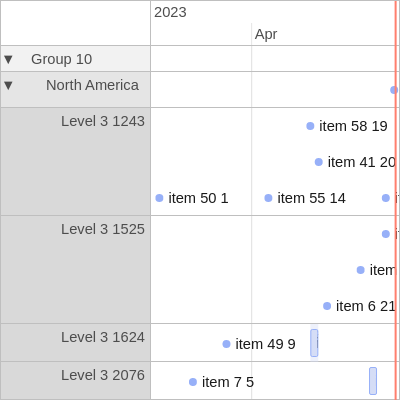 2023
Apr
▼ Group 10
▼ North America
Level 3 1243
item 58 19
item 41 20
item 50 1
item 55 14
Level 3 1525
item
item 6 21
Level 3 1624
item 49 9
Level 3 2076
item 7 5